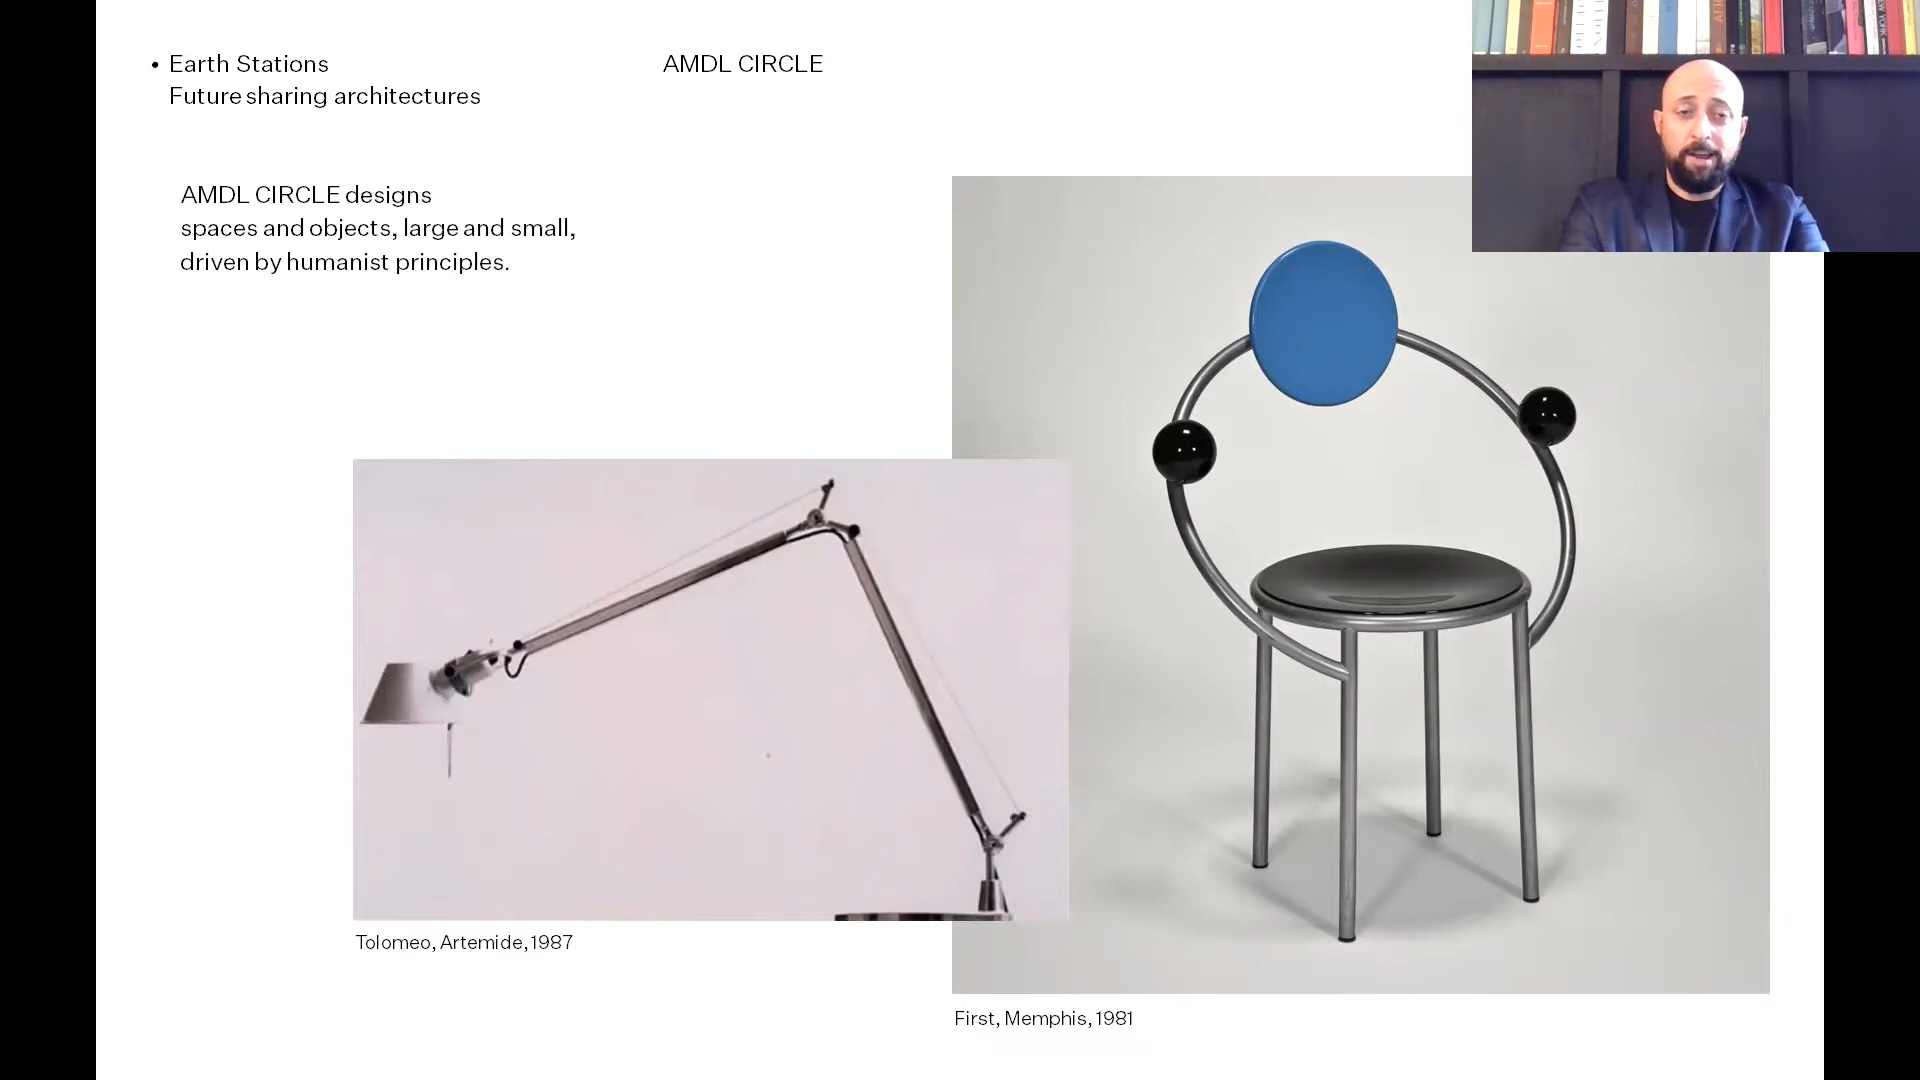 • Earth Stations
Future sharing architectures
AMDL CIRCLE
AMDL CIRCLE designs
spaces and objects, large and small,
driven by humanist principles.
Tolomeo, Artemide, 1987
First, Memphis, 1981